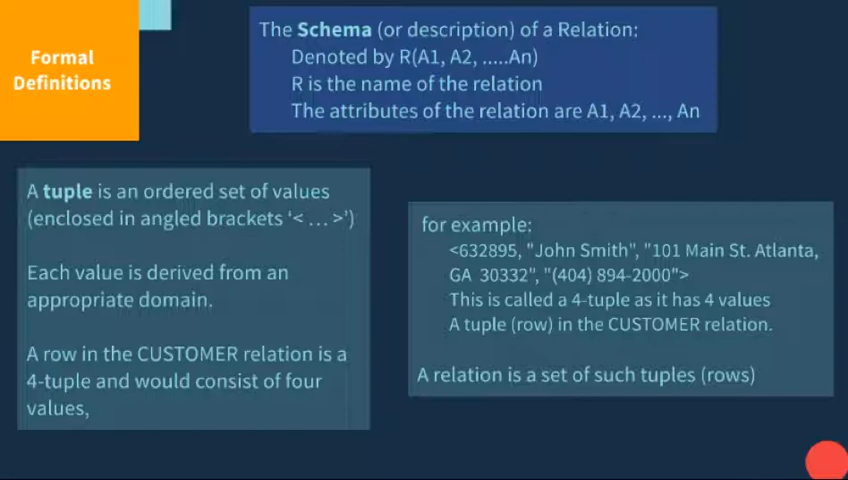 Formal
Definitions
The Schema (or description) of a Relation:
Denoted by R(A1, A2, .....An)
R is the name of the relation
The attributes of the relation are A1, A2, ..., An
A tuple is an ordered set of values
(enclosed in angled brackets ‘< ... >’)
Each value is derived from an
appropriate domain.
A row in the CUSTOMER relation is a
4-tuple and would consist of four
values,
for example:
<632895, "John Smith", "101 Main St. Atlanta,
GA 30332", "(404) 894-2000">
This is called a 4-tuple as it has 4 values
A tuple (row) in the CUSTOMER relation.
A relation is a set of such tuples (rows)